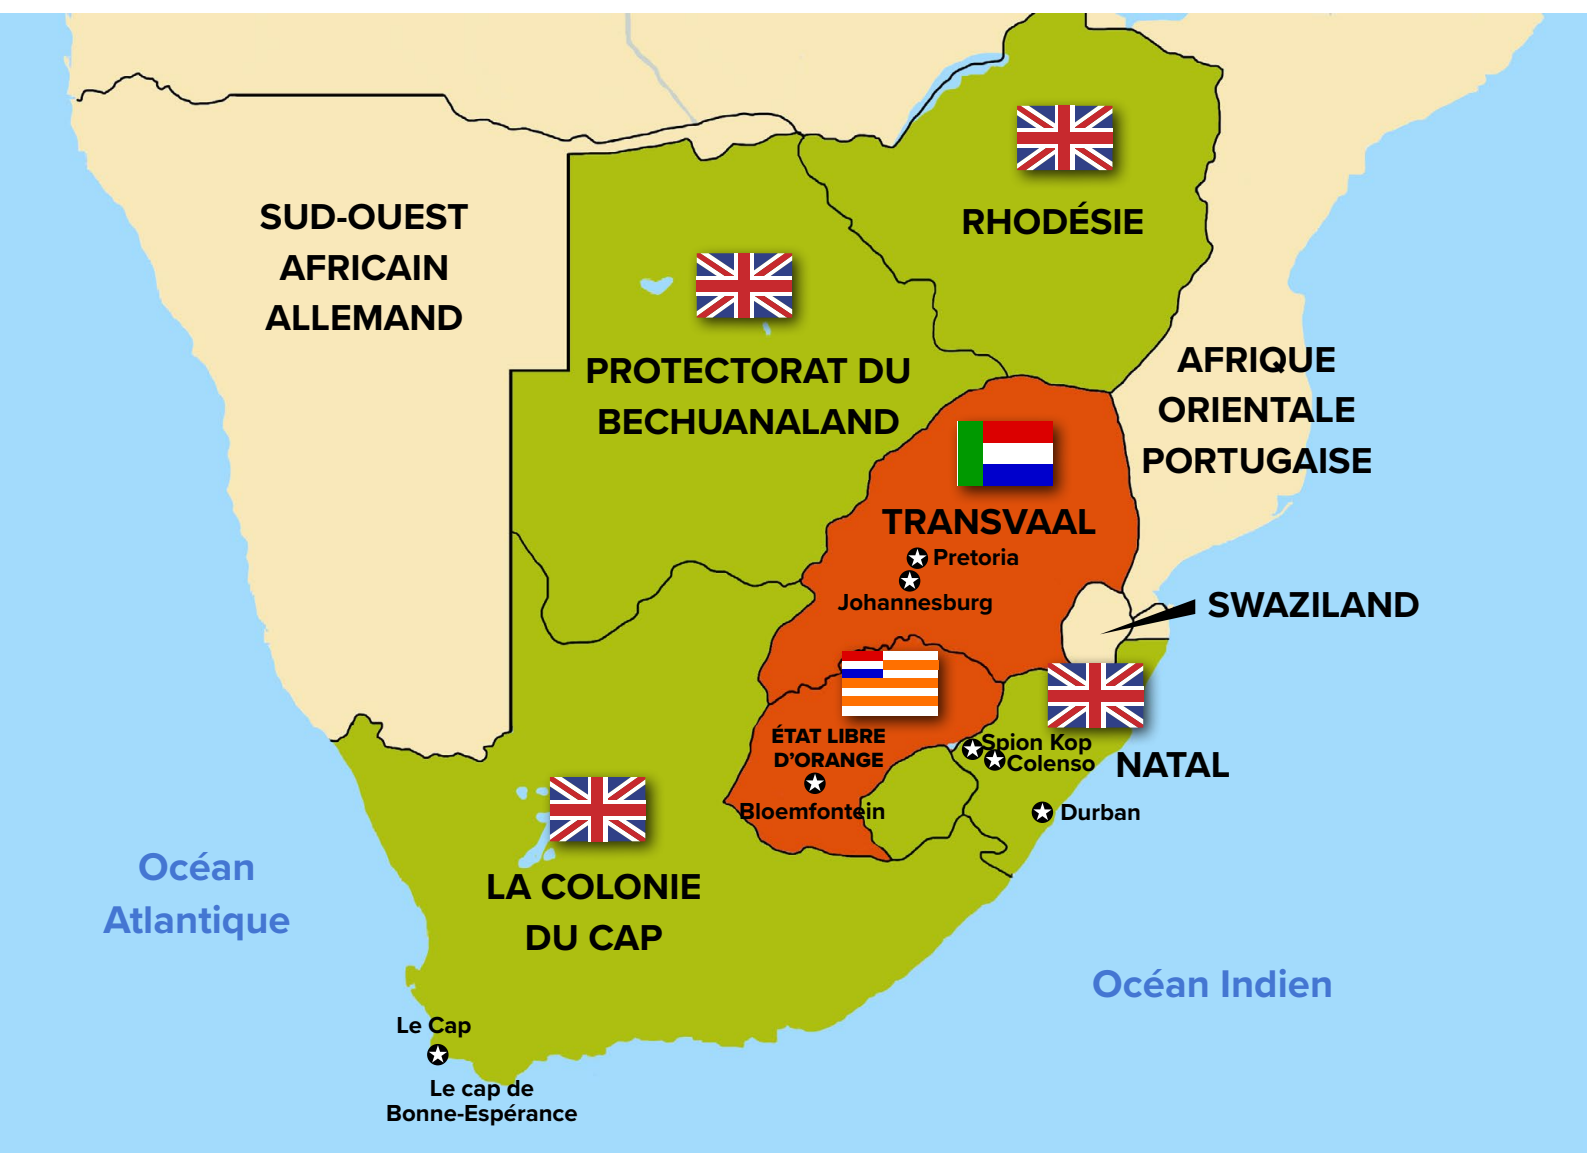 SUD-OUEST
AFRICAIN
ALLEMAND
RHODÉSIE
PROTECTORAT DU
BECHUANALAND
AFRIQUE
ORIENTALE
PORTUGAISE
TRANSVAAL
Pretoria
Johannesburg
SWAZILAND
ÉTAT LIBRE
D'ORANGE
Bloemfontein
Spion Kop
Colenso
NATAL
Durban
LA COLONIE
DU CAP
Océan
Atlantique
Océan Indien
Le Cap
Le cap de
Bonne-Espérance